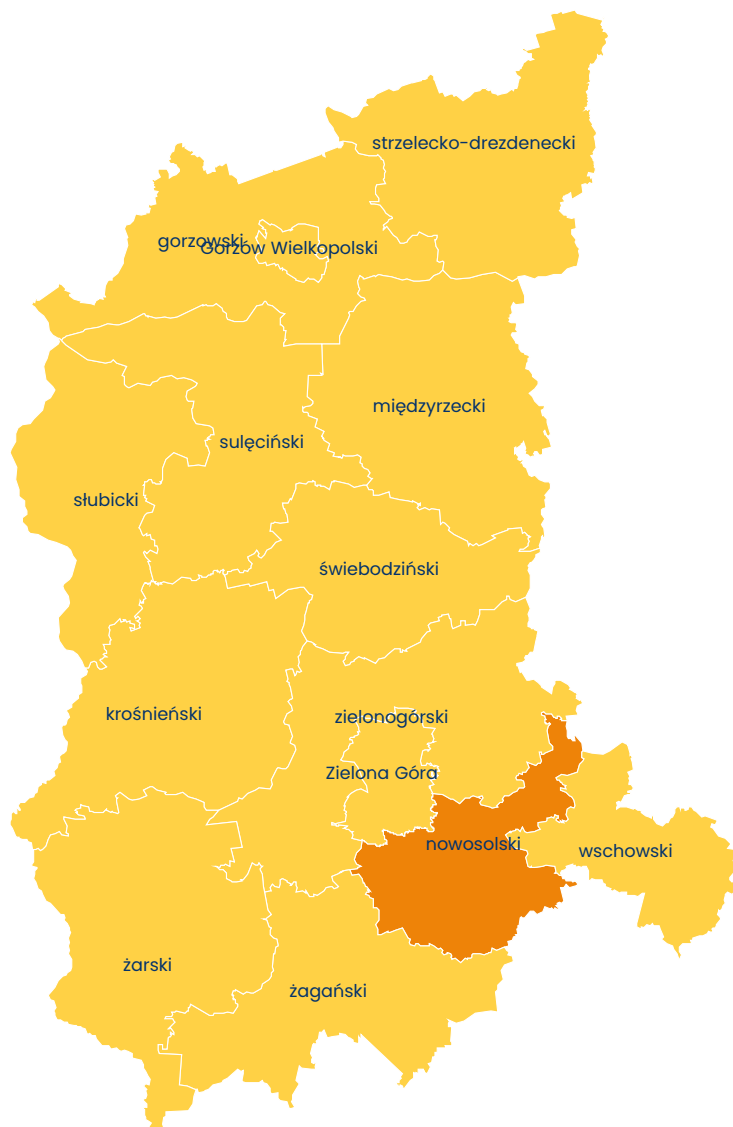 strzelecko-drezdenecki
gorzowski
Gorzów Wielkopolski
międzyrzecki
sulęciński
słubicki
świebodziński
krośnieński
zielonogórski
Zielona Góra
nowosolski
wschowski
żarski
żagański